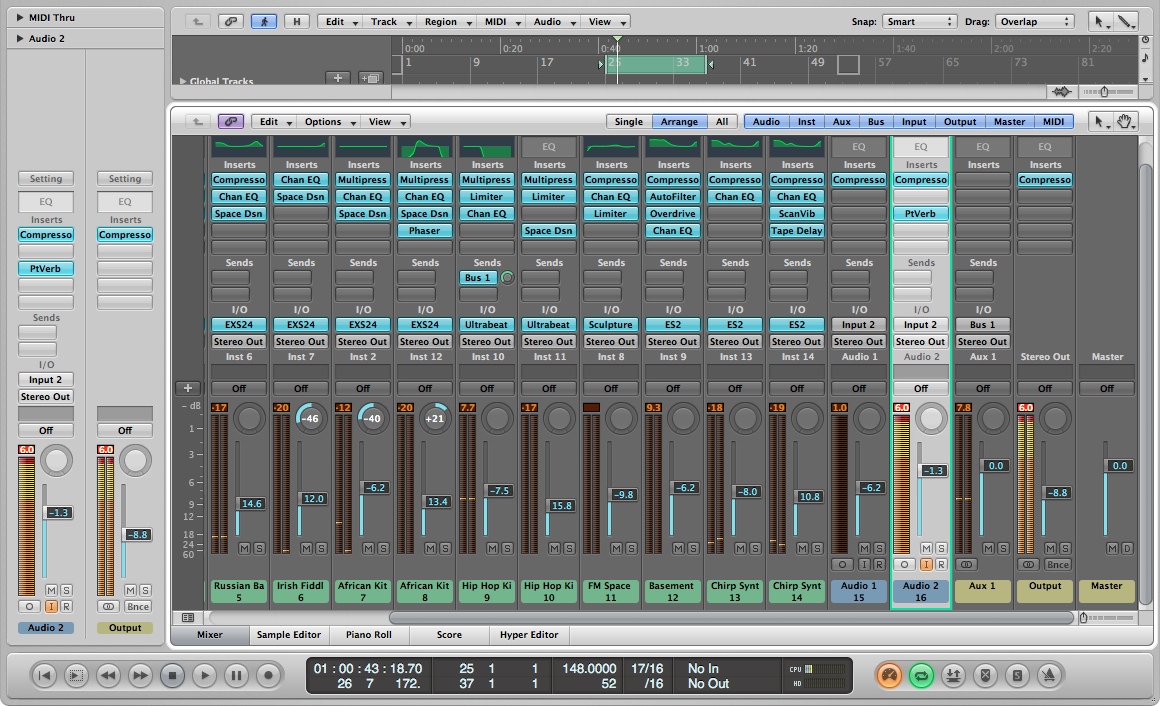 MIDI Thru
Audio 2
H Edit Track Region MIDI Audio View Snap: Smart Drag: Overlap
0:00 0:20 0:40 1:00 1:20 1:40 2:00 2:20
1 9 17 25 33 41 49 57 65 73 81
Global Tracks
Edit Options View Single Arrange All Audio Inst Aux Bus Input Output Master MIDI
Setting Setting
EQ EQ
Inserts Inserts
Compresso Compresso
PtVerb
Sends
I/O
Input 2
Stereo Out
Off Off
6.0 6.0
-1.3
-8.8
M S M S
O I R Bnce
Audio 2 Output
EQ EQ EQ EQ EQ
Inserts Inserts Inserts Inserts Inserts Inserts Inserts Inserts Inserts Inserts Inserts Inserts Inserts Inserts
Compresso Chan EQ Multipress Multipress Multipress Multipress Compresso Compresso Compresso Compresso Compresso Compresso Compresso
Chan EQ Space Dsn Chan EQ Chan EQ Limiter Limiter Chan EQ AutoFilter Chan EQ Chan EQ
Space Dsn Space Dsn Space Dsn Chan EQ Limiter Overdrive ScanVib PtVerb
Phaser Space Dsn Chan EQ Tape Delay
Sends Sends Sends Sends Sends Sends Sends Sends Sends Sends Sends Sends Sends
Bus 1
I/O I/O I/O I/O I/O I/O I/O I/O I/O I/O I/O I/O I/O
EXS24 EXS24 EXS24 EXS24 Ultrabeat Ultrabeat Sculpture ES2 ES2 ES2 Input 2 Input 2 Bus 1
Stereo Out Stereo Out Stereo Out Stereo Out Stereo Out Stereo Out Stereo Out Stereo Out Stereo Out Stereo Out Stereo Out Stereo Out Stereo Out
Inst 6 Inst 7 Inst 2 Inst 12 Inst 10 Inst 11 Inst 8 Inst 9 Inst 13 Inst 14 Audio 1 Audio 2 Aux 1 Stereo Out Master
Off Off Off Off Off Off Off Off Off Off Off Off Off Off Off
dB -17 -20 -12 -20 7.7 -17 9.3 -18 -19 1.0 6.0 7.8 6.0
-46 -40 +21
1
3
6
9
12
18
24
60
14.6 12.0 -6.2 13.4 -7.5 15.8 -9.8 -6.2 -8.0 10.8 -6.2 -1.3 0.0 -8.8 0.0
M S M S M S M S M S M S M S M S M S M S M S M S M S M S M D
O I R O I R Bnce
Russian Ba Irish Fiddl African Kit African Kit Hip Hop Ki Hip Hop Ki FM Space Basement Chirp Synt Chirp Synt Audio 1 Audio 2 Aux 1 Output Master
5 6 7 8 9 10 11 12 13 14 15 16
Mixer Sample Editor Piano Roll Score Hyper Editor
01 : 00 : 43 : 18.70 25 1 1 148.0000 17/16 No In CPU
26 7 172. 37 1 1 52 /16 No Out HD
S